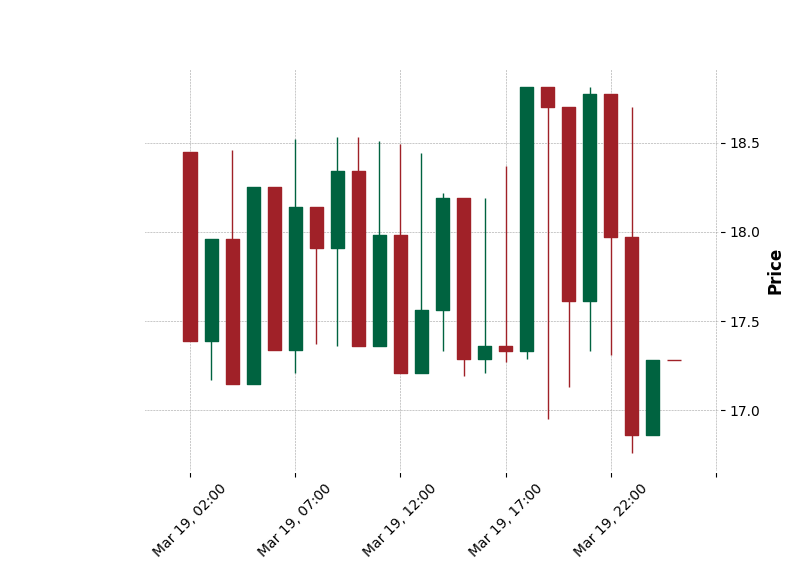 18.5
18.0
17.5
17.0
Price
Mar 19, 02:00
Mar 19, 07:00
Mar 19, 12:00
Mar 19, 17:00
Mar 19, 22:00